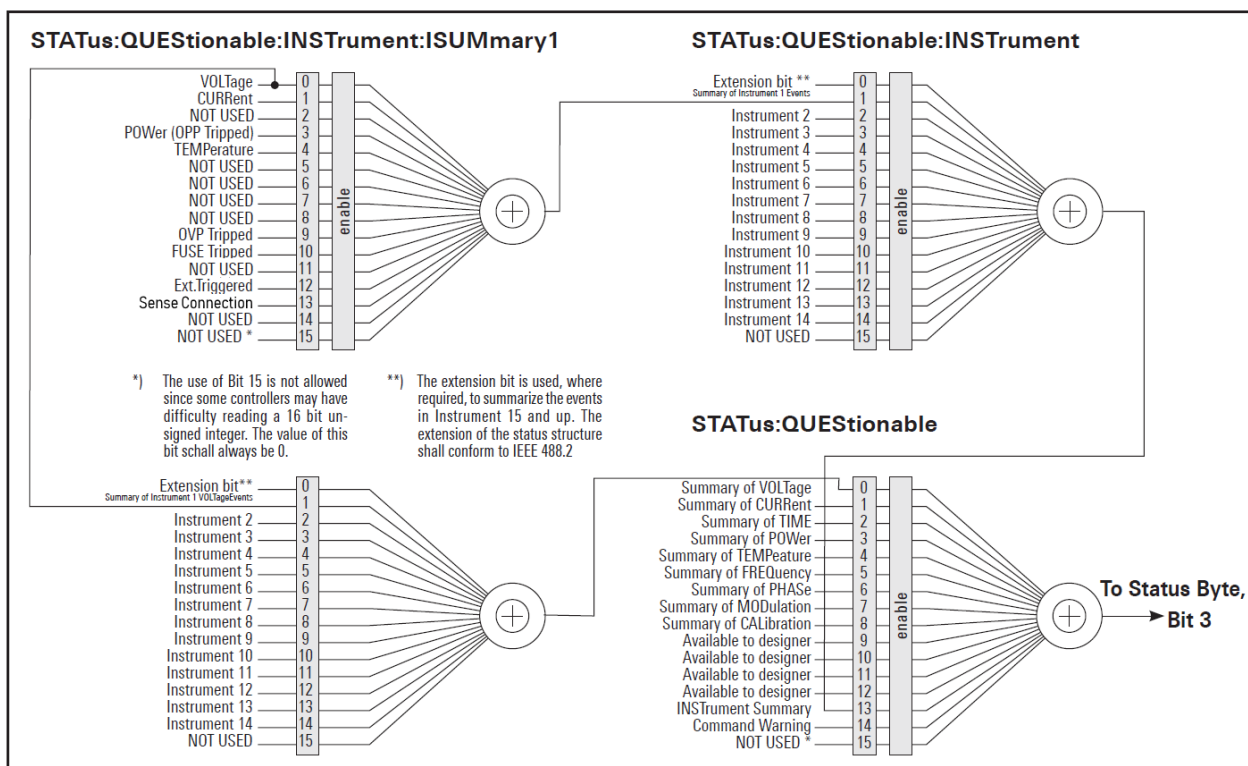 STATus:QUEStionable:INSTrument:ISUMmary1
VOLTage 0
CURRent 1
NOT USED 2
POWer (OPP Tripped) 3
TEMPerature 4
NOT USED 5
NOT USED 6
NOT USED 7
NOT USED 8
OVP Tripped 9
FUSE Tripped 10
NOT USED 11
Ext.Triggered 12
Sense Connection 13
NOT USED 14
NOT USED * 15
enable
STATus:QUEStionable:INSTrument
Extension bit ** 0
Summary of Instrument 1 Events 1
Instrument 2 2
Instrument 3 3
Instrument 4 4
Instrument 5 5
Instrument 6 6
Instrument 7 7
Instrument 8 8
Instrument 9 9
Instrument 10 10
Instrument 11 11
Instrument 12 12
Instrument 13 13
Instrument 14 14
NOT USED 15
enable
*) The use of Bit 15 is not allowed
since some controllers may have
difficulty reading a 16 bit un-
signed integer. The value of this
bit schall always be 0.
**) The extension bit is used, where
required, to summarize the events
in Instrument 15 and up. The
extension of the status structure
shall conform to IEEE 488.2
Extension bit** 0
Summary of Instrument 1 VOLTageEvents 1
Instrument 2 2
Instrument 3 3
Instrument 4 4
Instrument 5 5
Instrument 6 6
Instrument 7 7
Instrument 8 8
Instrument 9 9
Instrument 10 10
Instrument 11 11
Instrument 12 12
Instrument 13 13
Instrument 14 14
NOT USED 15
STATus:QUEStionable
Summary of VOLTage 0
Summary of CURRent 1
Summary of TIME 2
Summary of POWer 3
Summary of TEMPeature 4
Summary of FREQuency 5
Summary of PHASe 6
Summary of MODulation 7
Summary of CALibration 8
Available to designer 9
Available to designer 10
Available to designer 11
Available to designer 12
INSTrument Summary 13
Command Warning 14
NOT USED * 15
enable
To Status Byte,
Bit 3